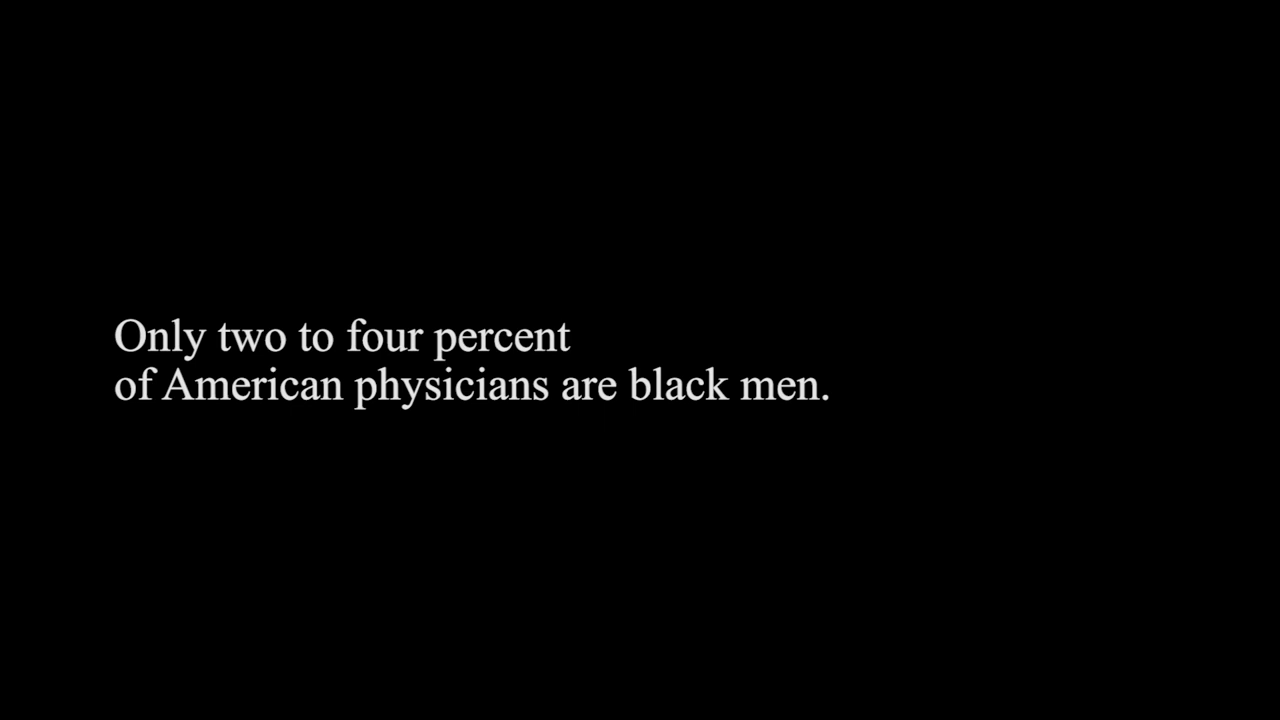 Only two to four percent
of American physicians are black men.